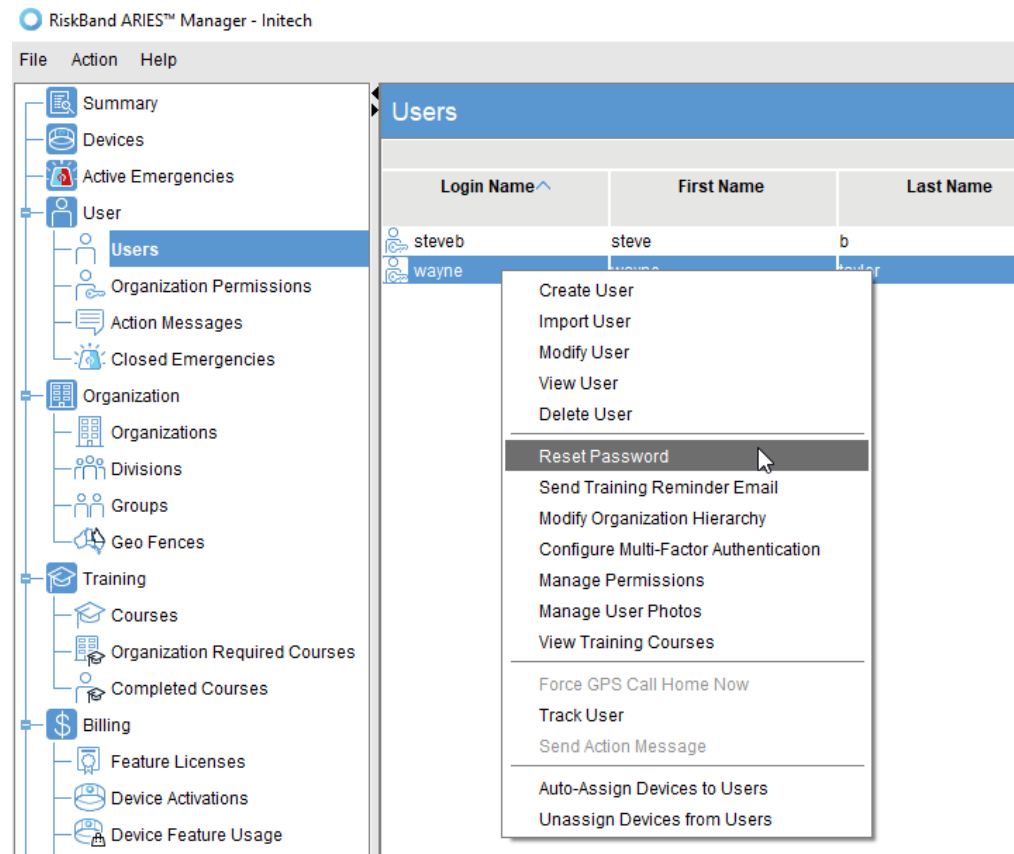 RiskBand ARIES™ Manager - Initech
File Action Help
Summary
Devices
Active Emergencies
User
Users
Organization Permissions
Action Messages
Closed Emergencies
Organization
Organizations
Divisions
Groups
Geo Fences
Training
Courses
Organization Required Courses
Completed Courses
Billing
Feature Licenses
Device Activations
Device Feature Usage
Users
Login Name First Name Last Name
steveb steve b
wayne wayne taylor
Create User
Import User
Modify User
View User
Delete User
Reset Password
Send Training Reminder Email
Modify Organization Hierarchy
Configure Multi-Factor Authentication
Manage Permissions
Manage User Photos
View Training Courses
Force GPS Call Home Now
Track User
Send Action Message
Auto-Assign Devices to Users
Unassign Devices from Users